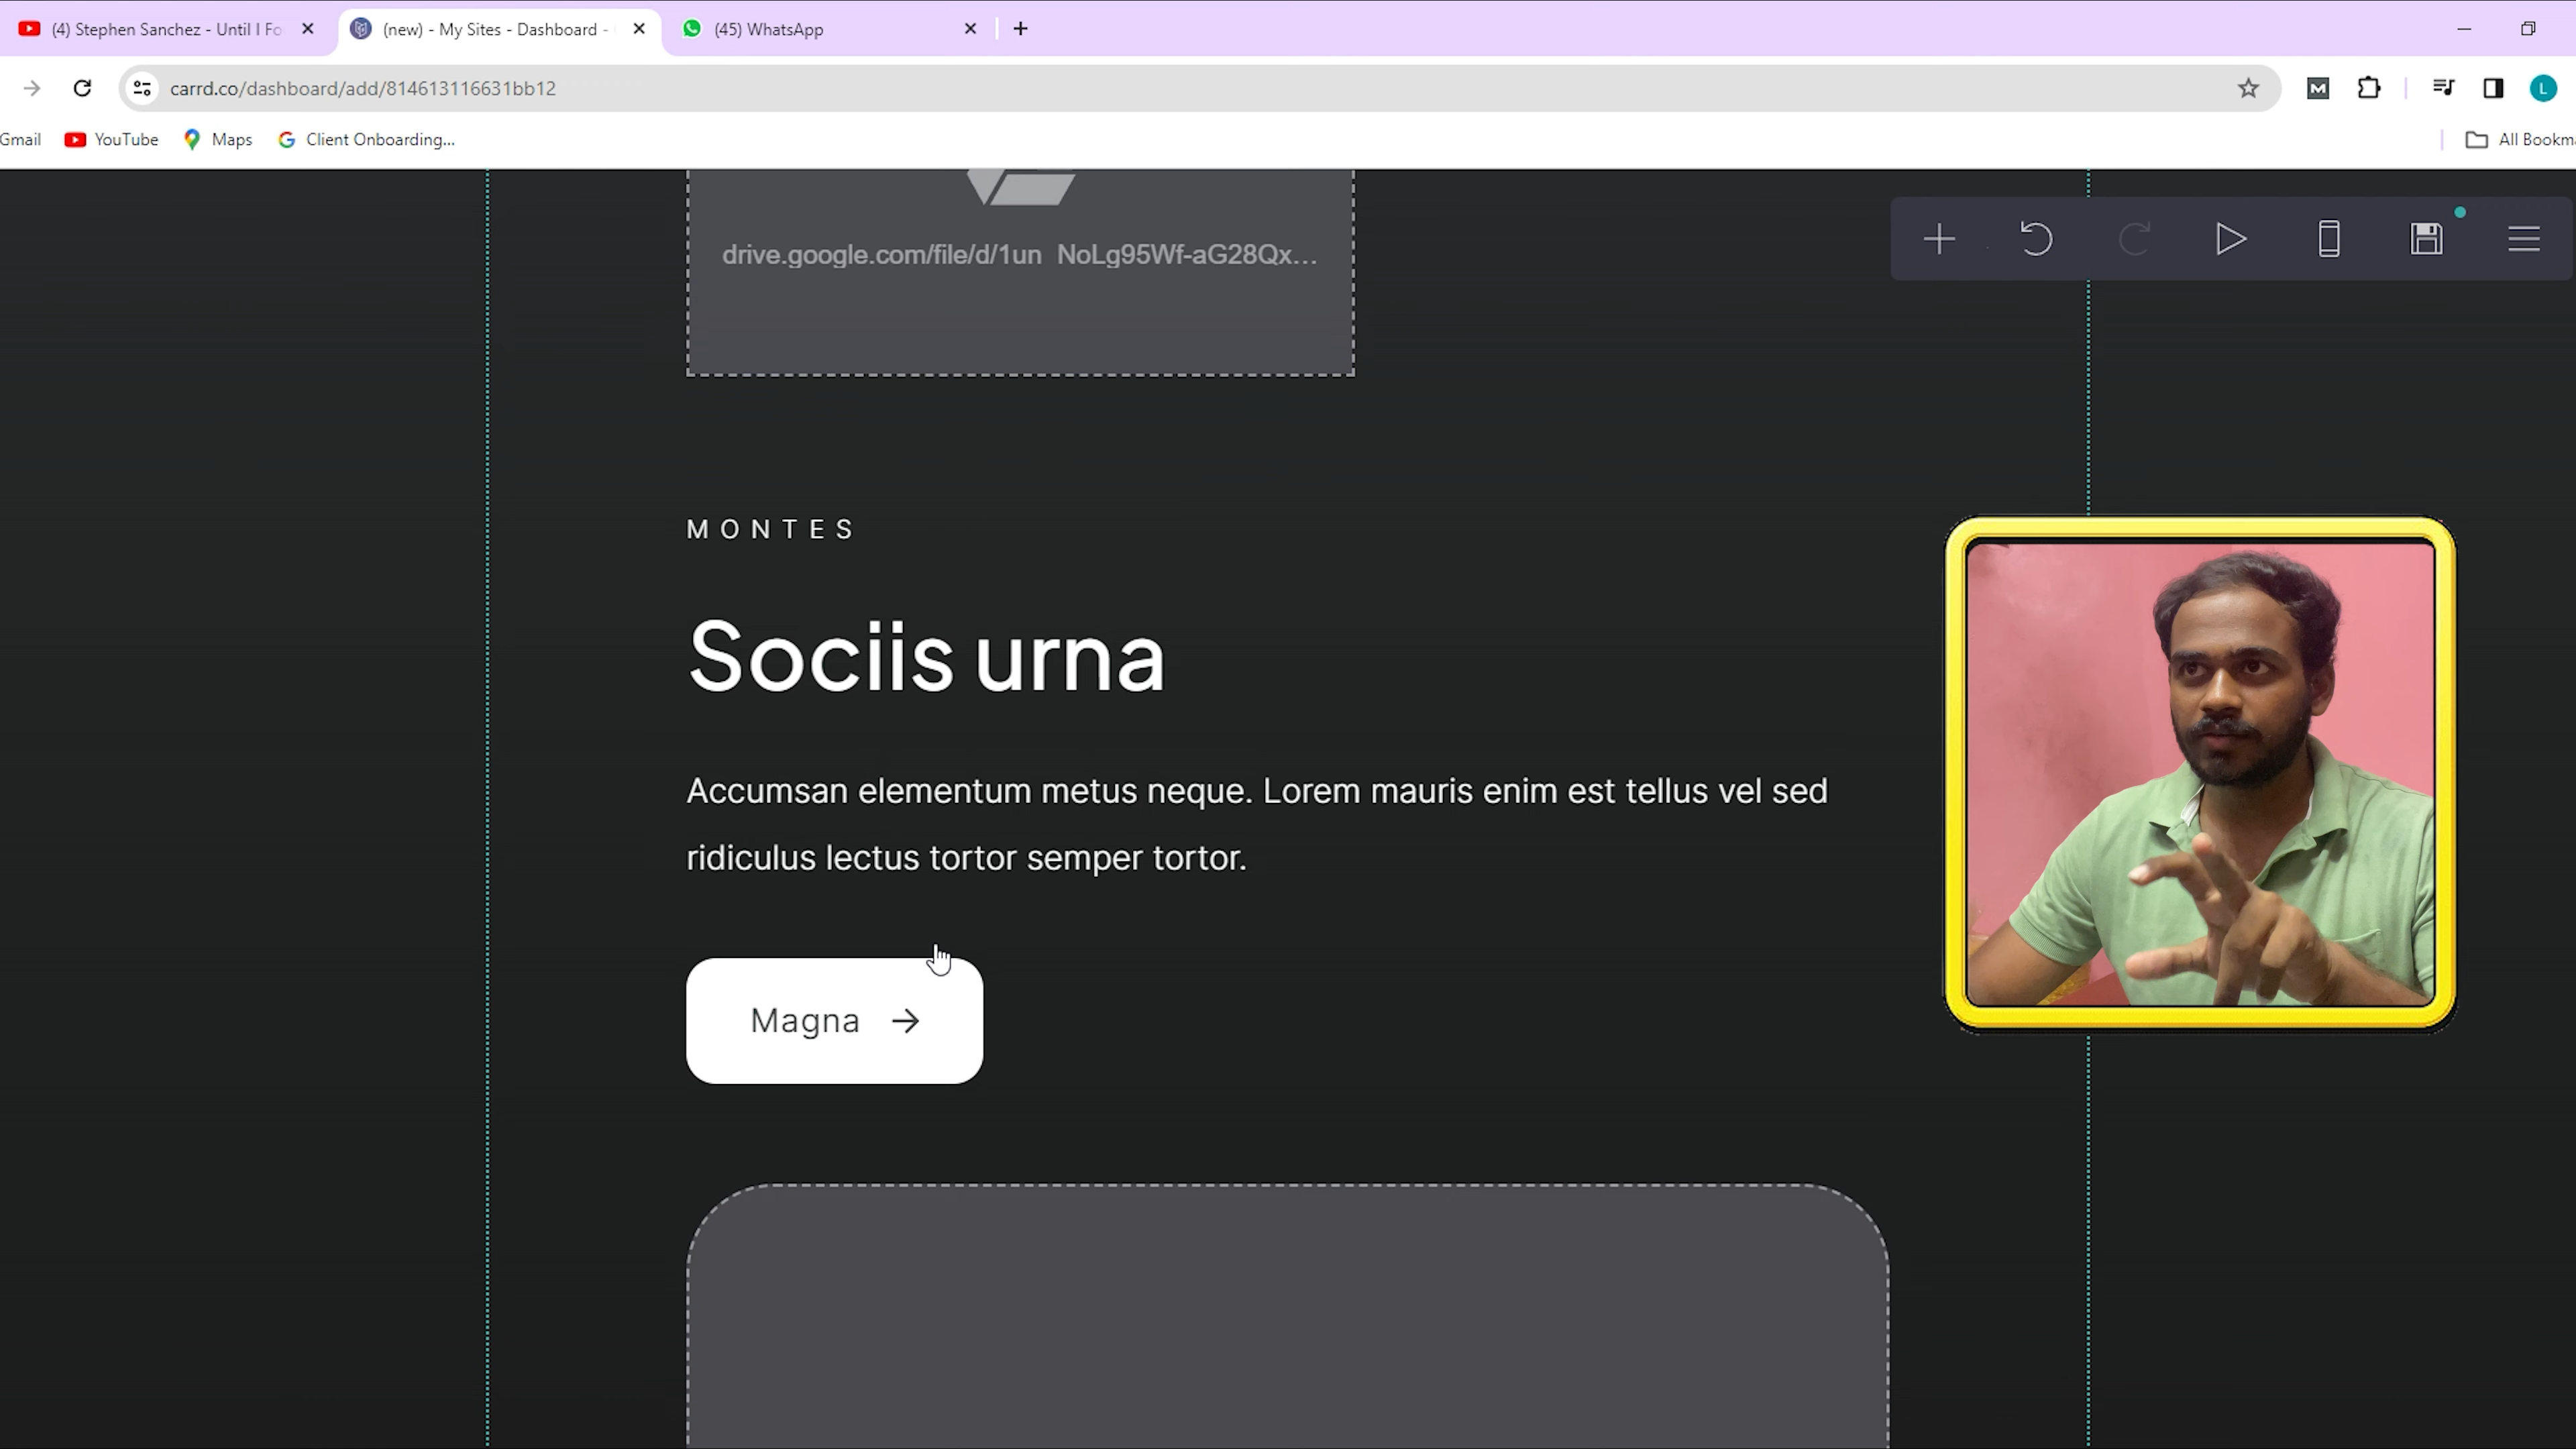 (4) Stephen Sanchez - Until I Fo
(new) - My Sites - Dashboard -
(45) WhatsApp
carrd.co/dashboard/add/814613116631bb12
M
L
Gmail
YouTube
Maps
Client Onboarding...
All Bookm
drive.google.com/file/d/1un_NoLg95Wf-aG28Qx...
MONTES
Sociis urna
Accumsan elementum metus neque. Lorem mauris enim est tellus vel sed
ridiculus lectus tortor semper tortor.
Magna →